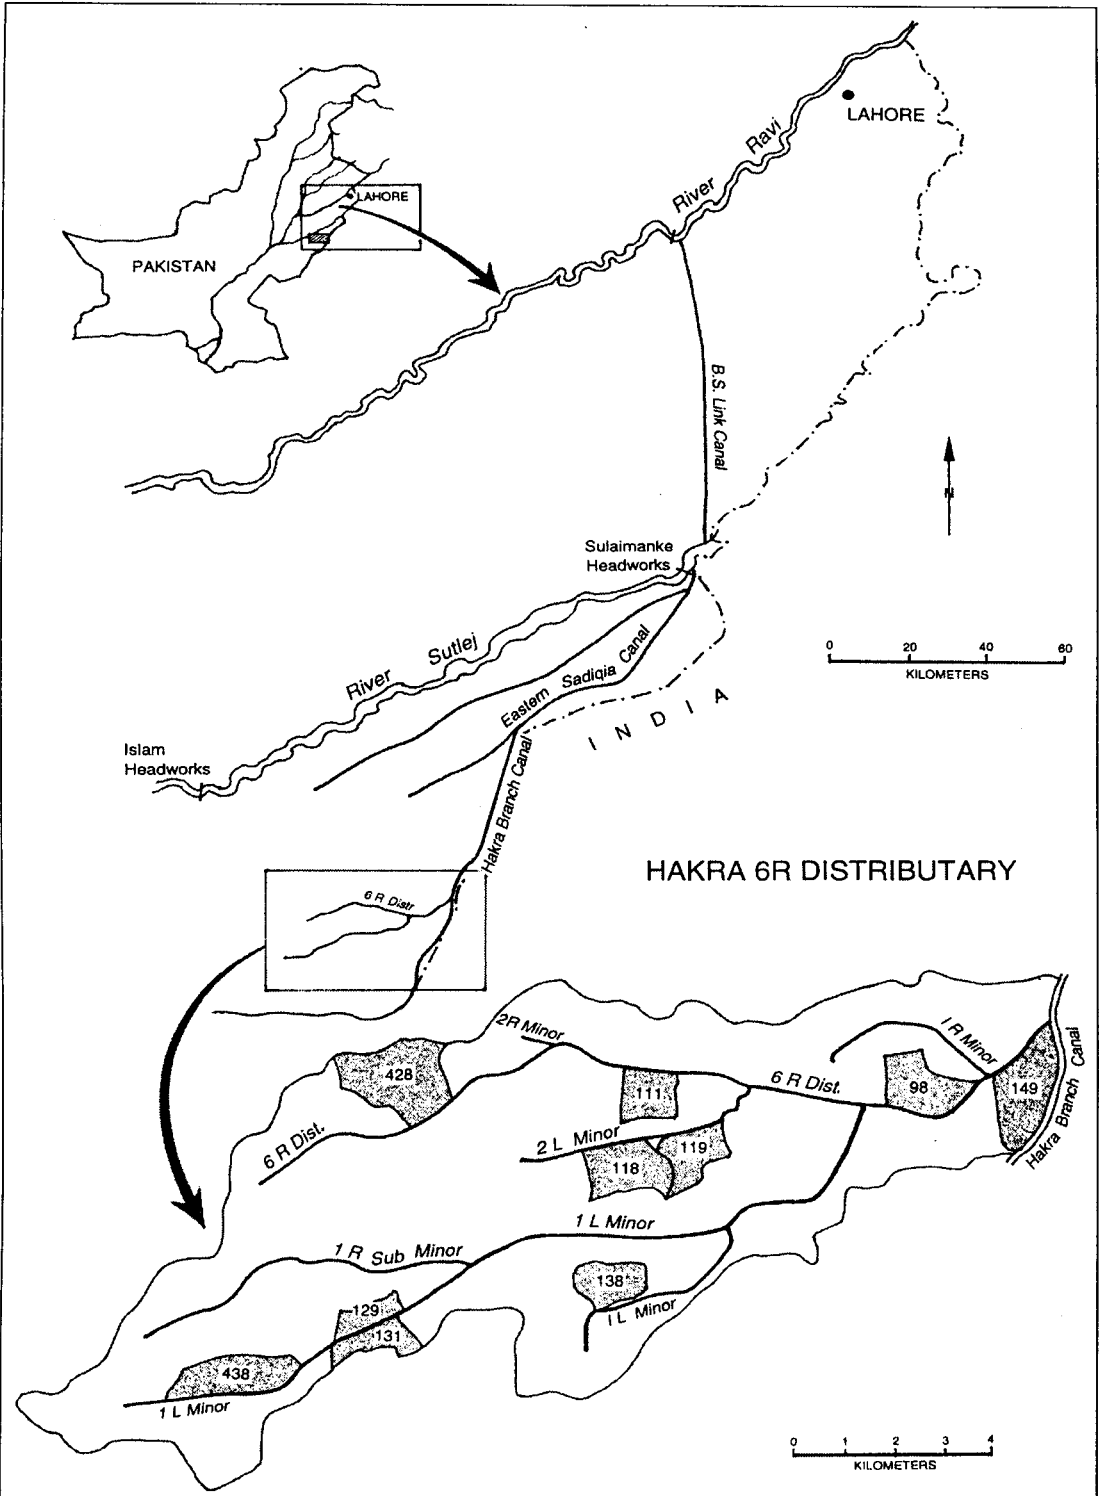 LAHORE
LAHORE
PAKISTAN
River Ravi
B.S. Link Canal
N
Sulaimanke
Headworks
0 20 40 60
KILOMETERS
River Sutlej
Eastern Sadiqia Canal
INDIA
Islam
Headworks
Hakra Branch Canal
6 R Distr
HAKRA 6R DISTRIBUTARY
2R Minor
1 R Minor
Hakra Branch Canal
428
111
6 R Dist.
98
149
6 R Dist.
2 L Minor
118
119
1 L Minor
1 R Sub Minor
138
1L Minor
129
131
438
1 L Minor
0 1 2 3 4
KILOMETERS